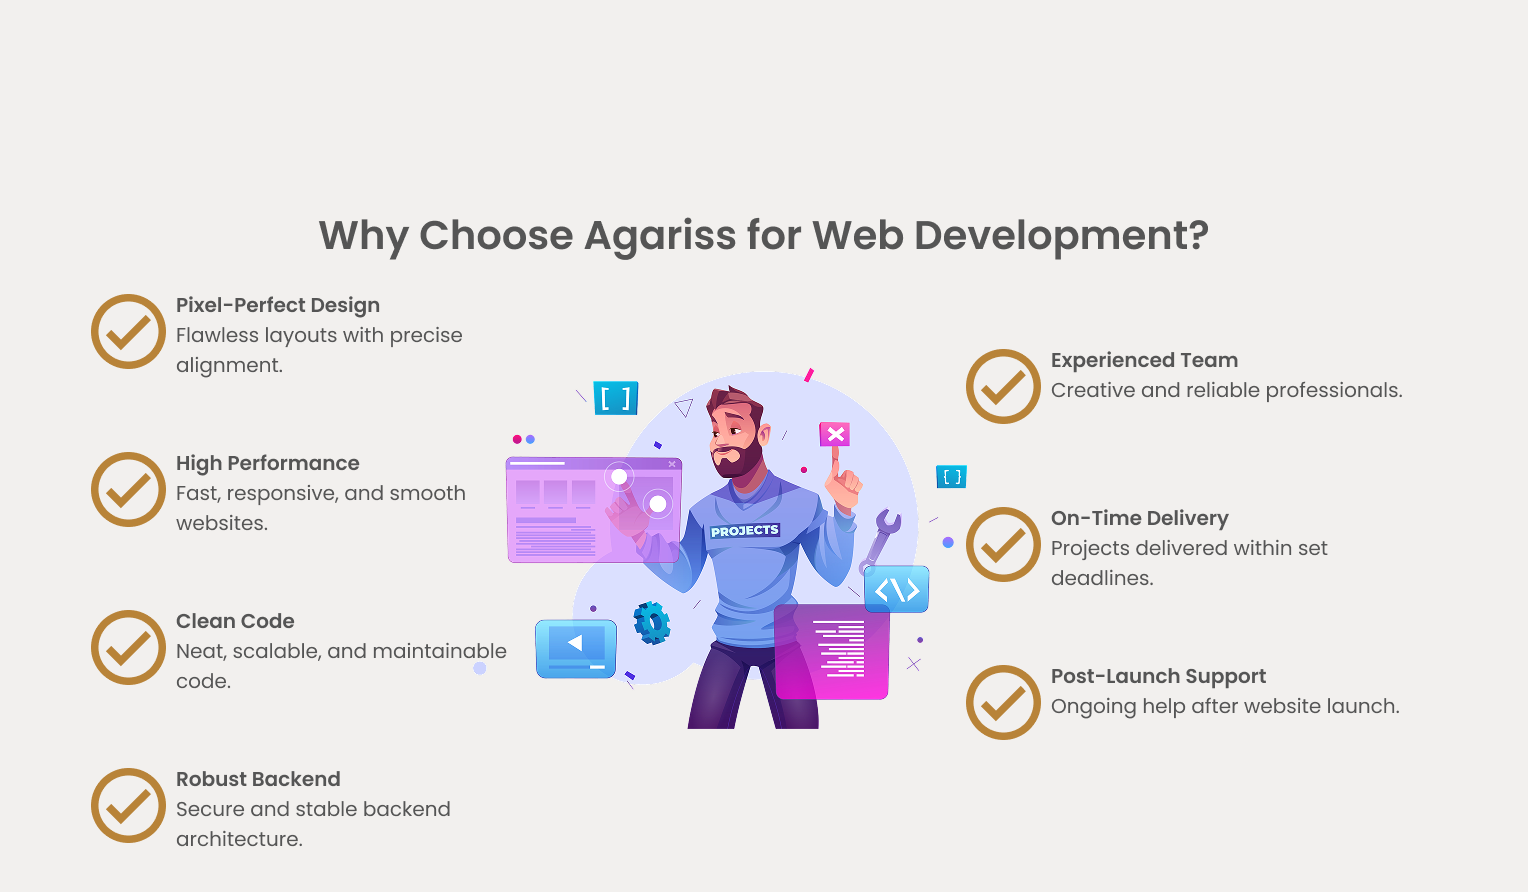 Why Choose Agariss for Web Development?
Pixel-Perfect Design
Flawless layouts with precise
alignment.
High Performance
Fast, responsive, and smooth
websites.
Clean Code
Neat, scalable, and maintainable
code.
Robust Backend
Secure and stable backend
architecture.
[ ]
PROJECTS
[ ]
<\>
Experienced Team
Creative and reliable professionals.
On-Time Delivery
Projects delivered within set
deadlines.
Post-Launch Support
Ongoing help after website launch.